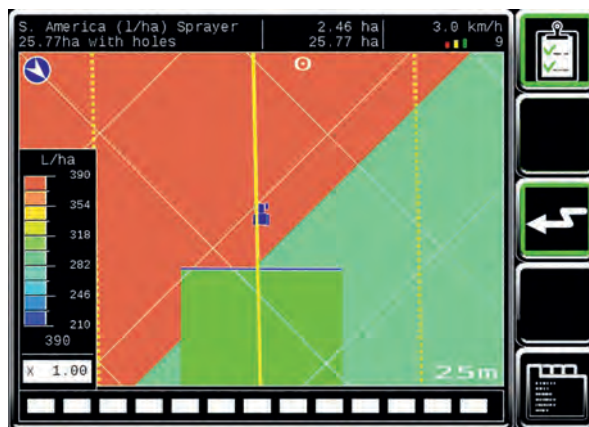 S. America (l/ha) Sprayer 2.46 ha 3.0 km/h
25.77ha with holes 25.77 ha 9
L/ha
390
354
318
282
246
210
390
x 1.00
25m